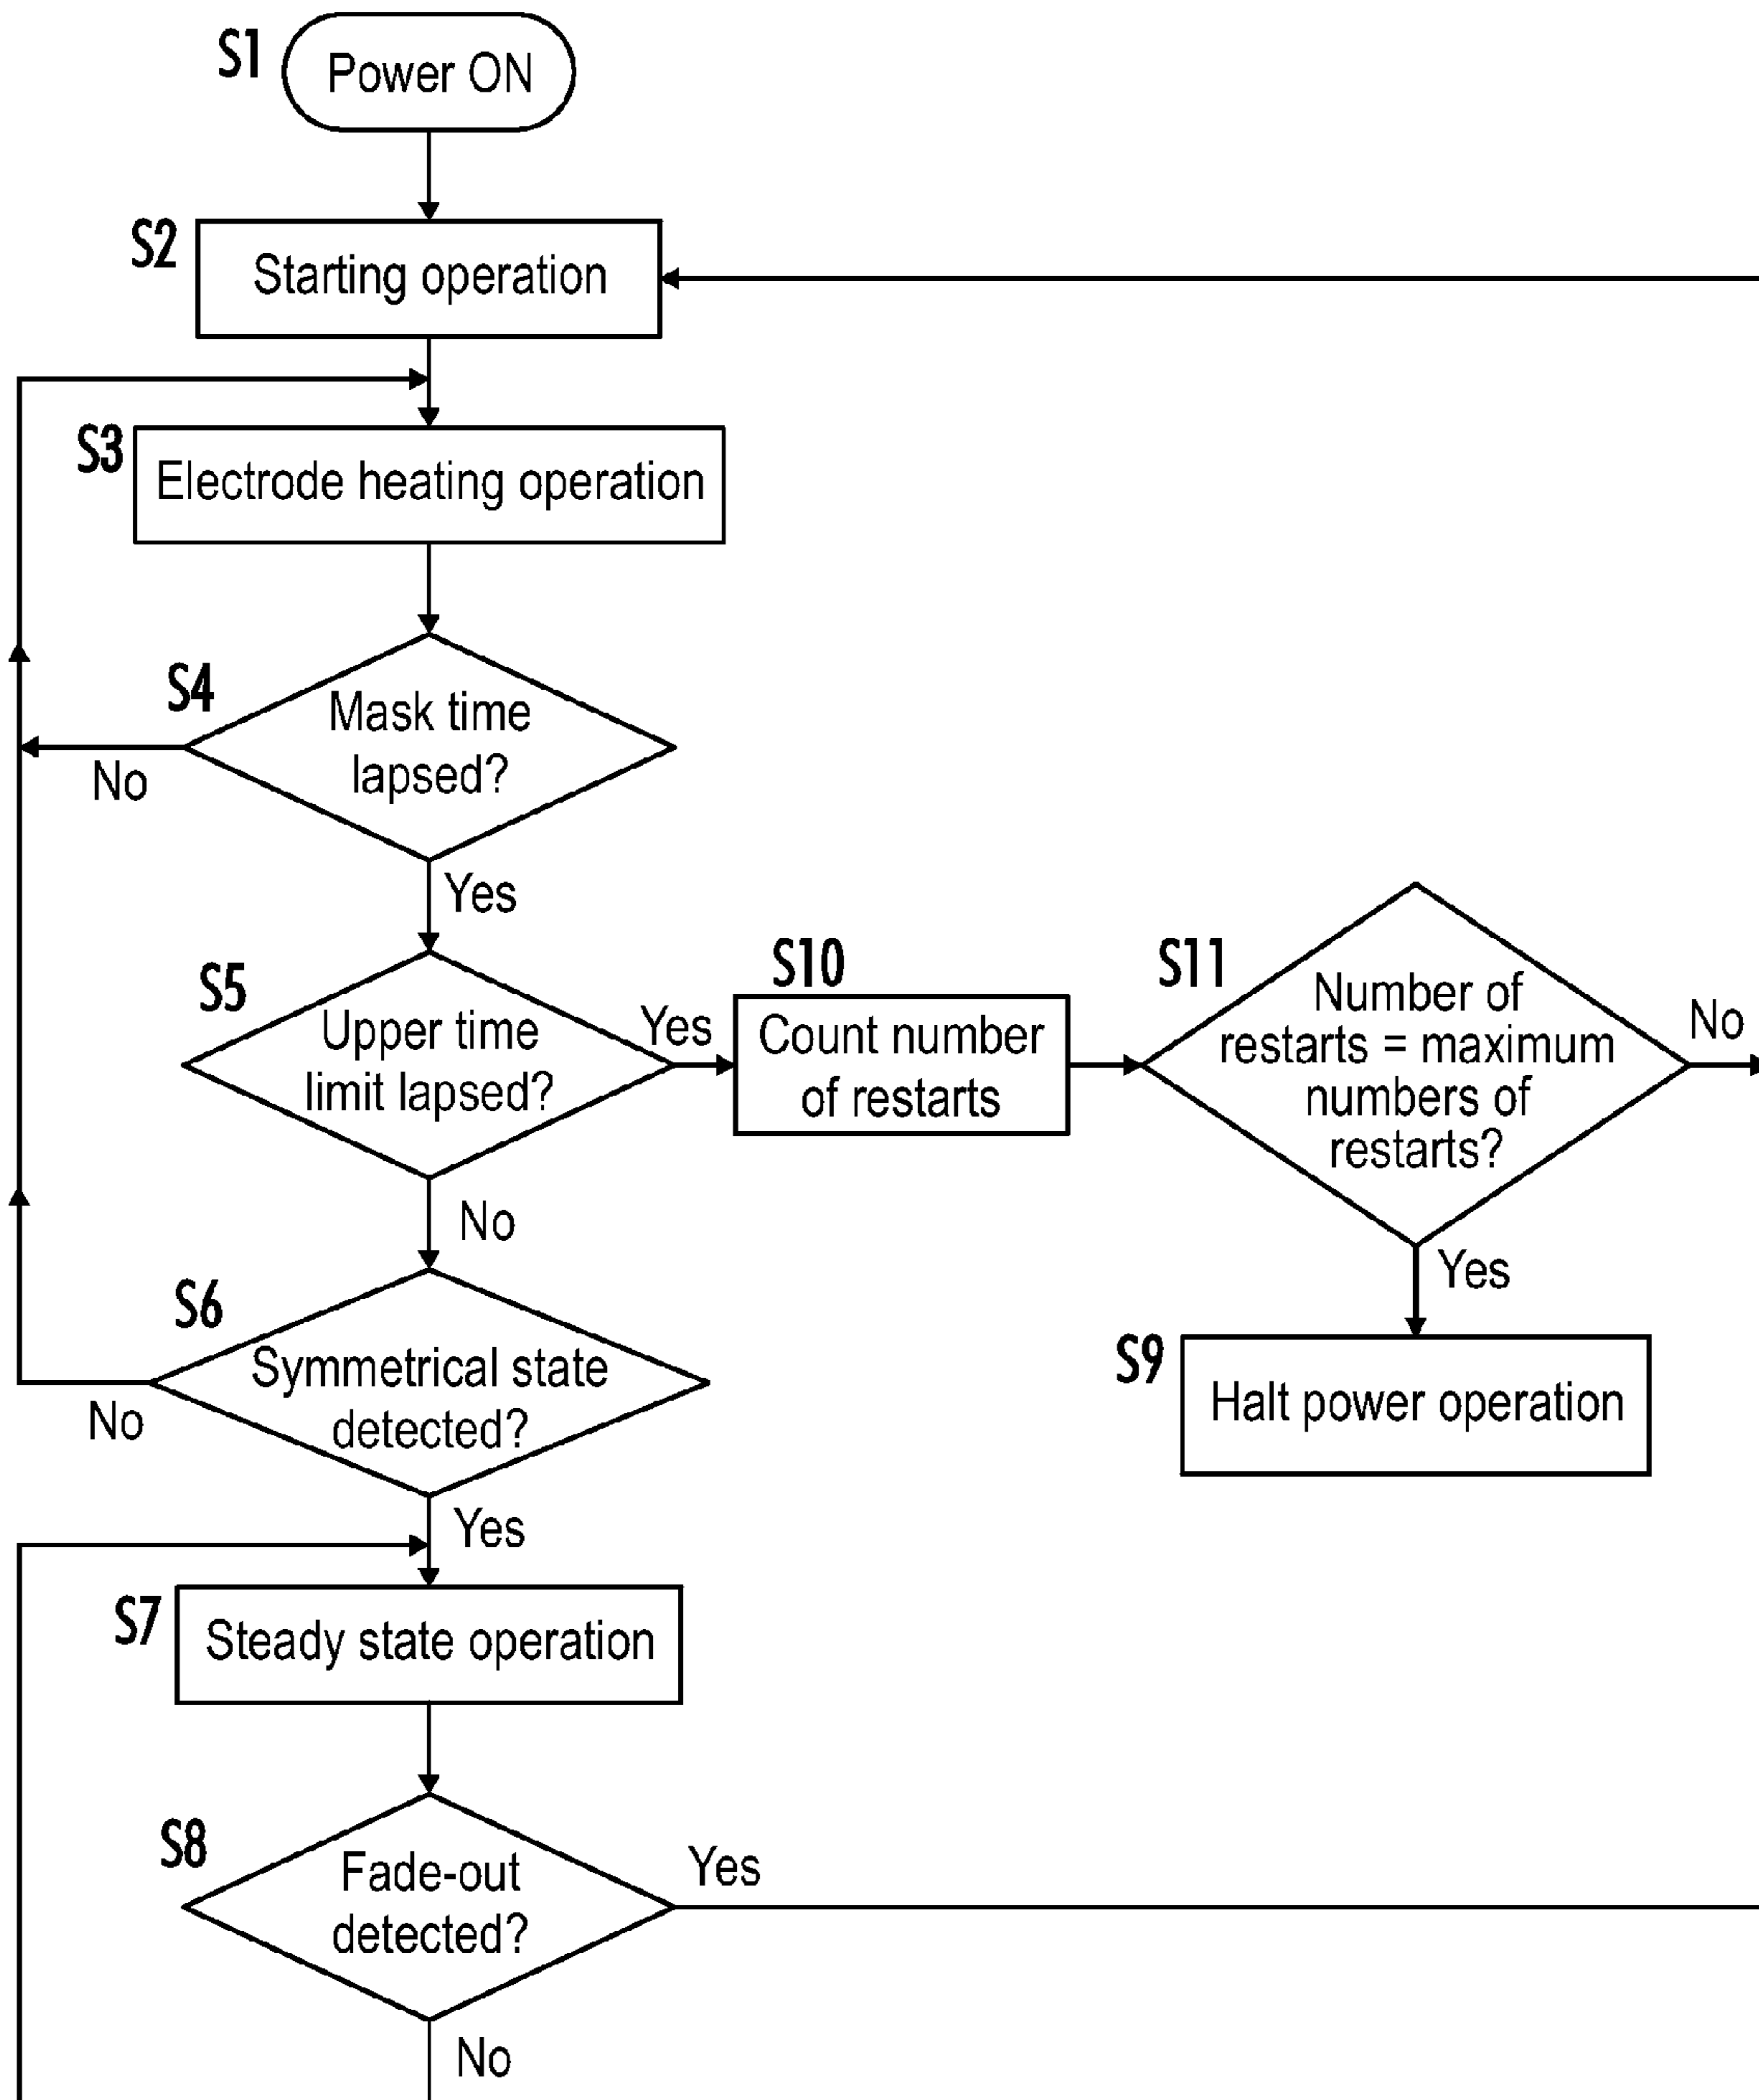 S1
Power ON
S2
Starting operation
S3
Electrode heating operation
S4
Mask time
lapsed?
No
Yes
S5
Upper time
limit lapsed?
Yes
No
S10
Count number
of restarts
S11
Number of
restarts = maximum
numbers of
restarts?
No
Yes
S9
Halt power operation
S6
Symmetrical state
detected?
No
Yes
S7
Steady state operation
S8
Fade-out
detected?
Yes
No